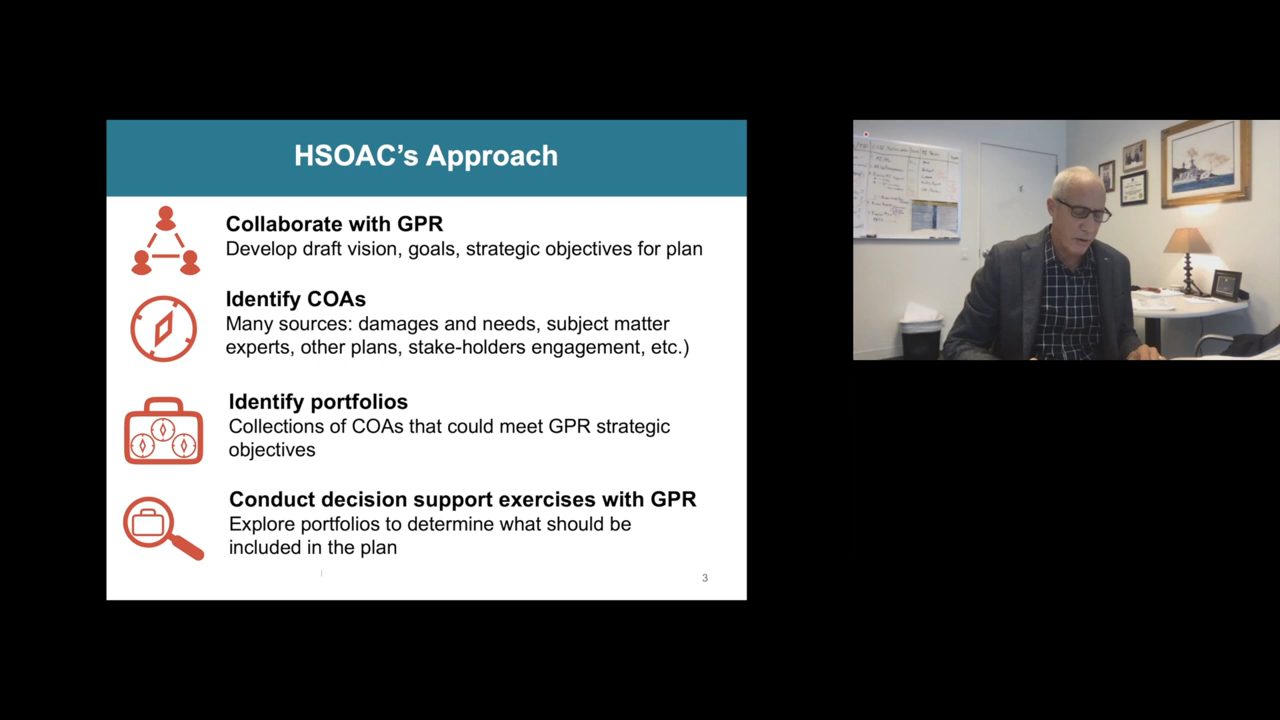 HSOAC's Approach
Collaborate with GPR
Develop draft vision, goals, strategic objectives for plan
Identify COAs
Many sources: damages and needs, subject matter
experts, other plans, stake-holders engagement, etc.)
Identify portfolios
Collections of COAs that could meet GPR strategic
objectives
Conduct decision support exercises with GPR
Explore portfolios to determine what should be
included in the plan
3